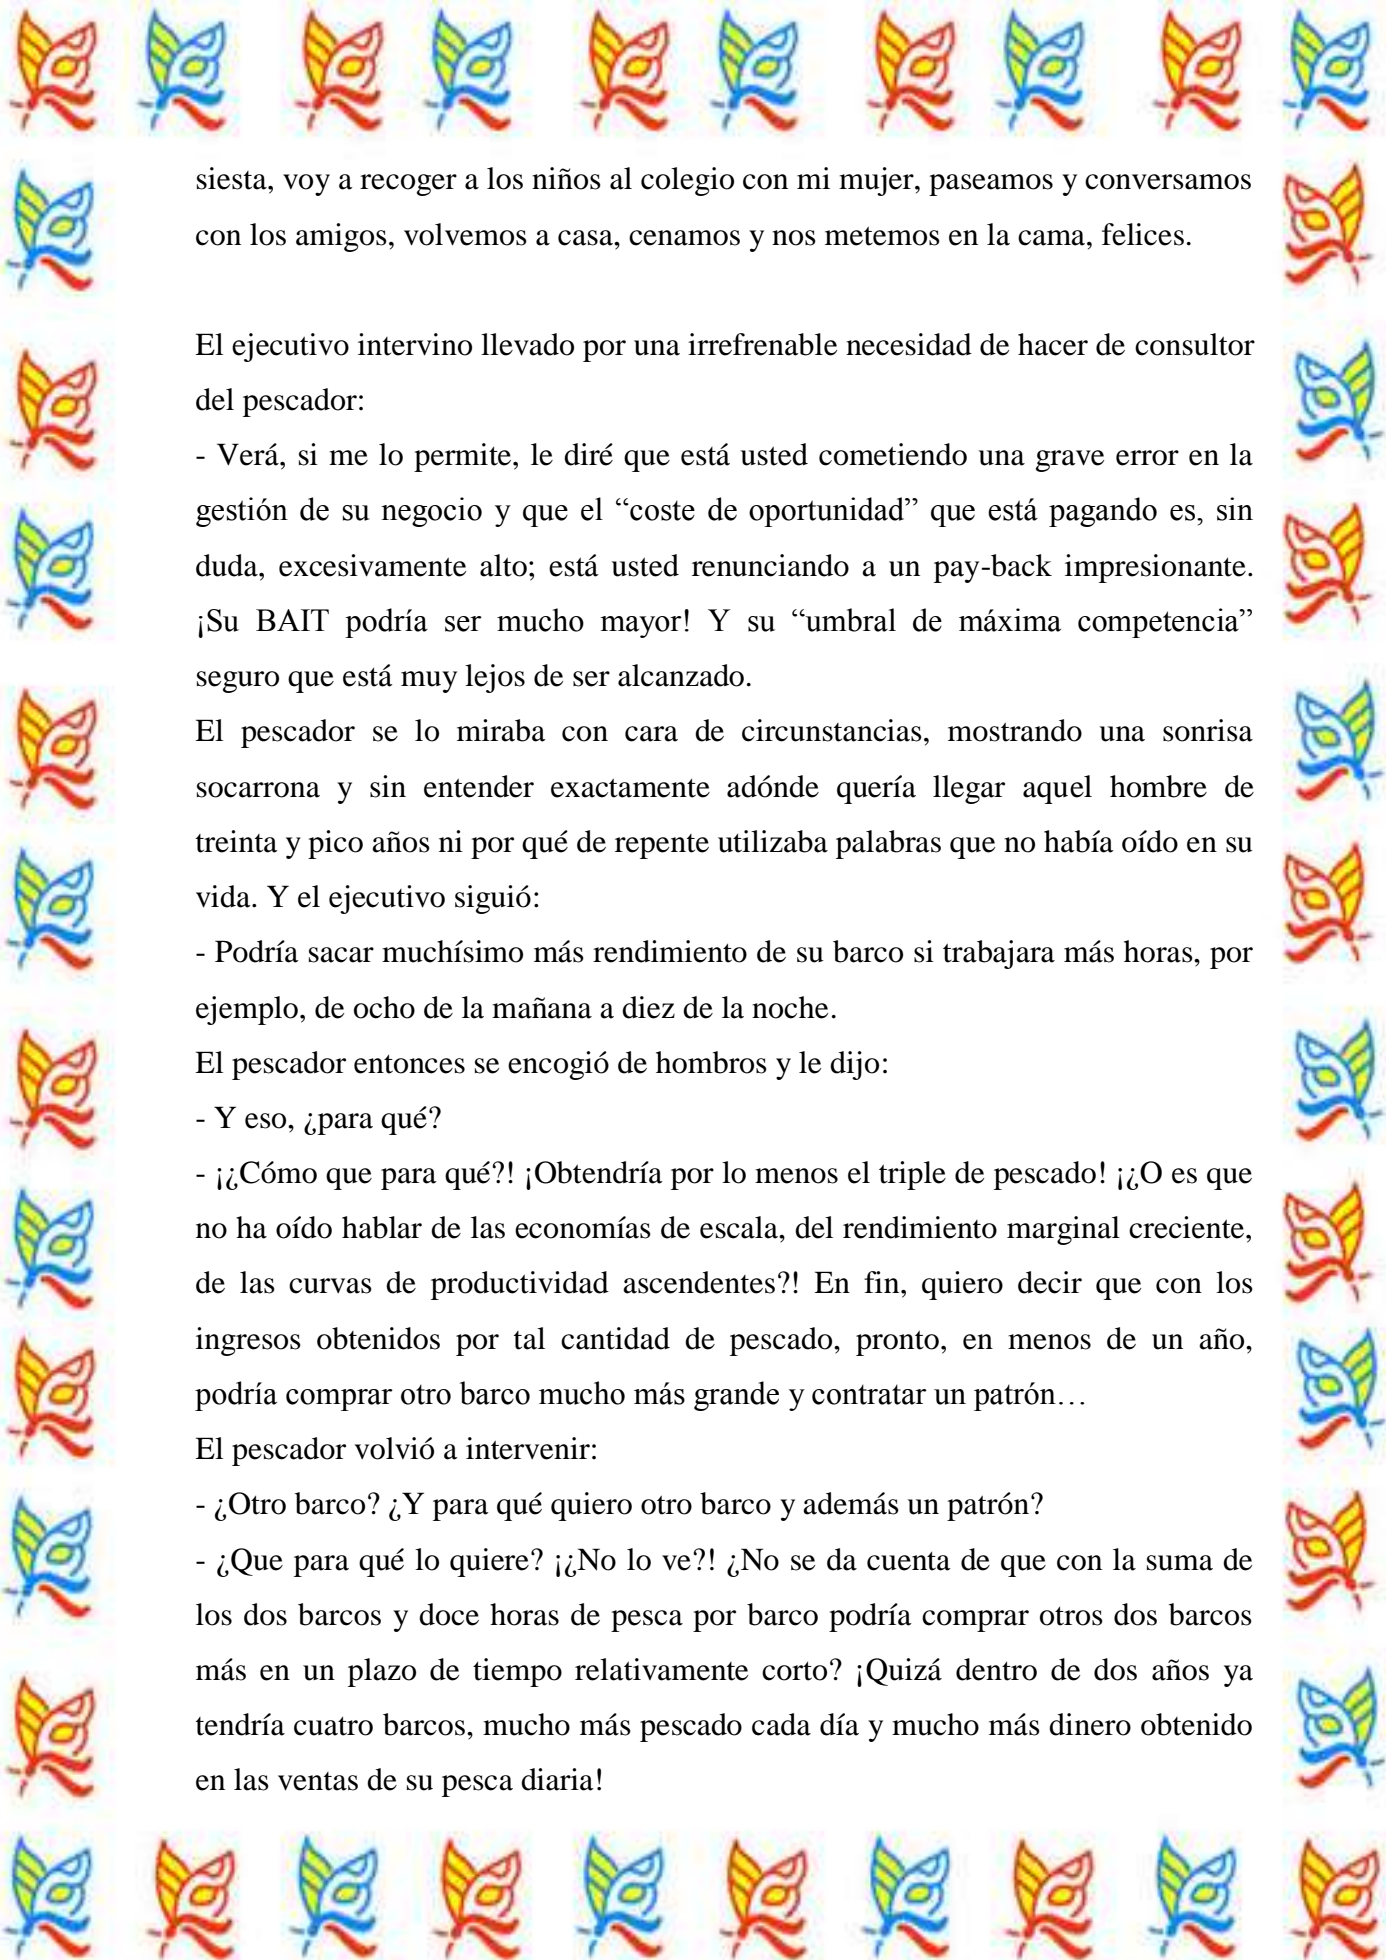 siesta, voy a recoger a los niños al colegio con mi mujer, paseamos y conversamos
con los amigos, volvemos a casa, cenamos y nos metemos en la cama, felices.
El ejecutivo intervino llevado por una irrefrenable necesidad de hacer de consultor
del pescador:
- Verá, si me lo permite, le diré que está usted cometiendo una grave error en la
gestión de su negocio y que el “coste de oportunidad” que está pagando es, sin
duda, excesivamente alto; está usted renunciando a un pay-back impresionante.
¡Su BAIT podría ser mucho mayor! Y su “umbral de máxima competencia”
seguro que está muy lejos de ser alcanzado.
El pescador se lo miraba con cara de circunstancias, mostrando una sonrisa
socarrona y sin entender exactamente adónde quería llegar aquel hombre de
treinta y pico años ni por qué de repente utilizaba palabras que no había oído en su
vida. Y el ejecutivo siguió:
- Podría sacar muchísimo más rendimiento de su barco si trabajara más horas, por
ejemplo, de ocho de la mañana a diez de la noche.
El pescador entonces se encogió de hombros y le dijo:
- Y eso, ¿para qué?
- ¡¿Cómo que para qué?! ¡Obtendría por lo menos el triple de pescado! ¡¿O es que
no ha oído hablar de las economías de escala, del rendimiento marginal creciente,
de las curvas de productividad ascendentes?! En fin, quiero decir que con los
ingresos obtenidos por tal cantidad de pescado, pronto, en menos de un año,
podría comprar otro barco mucho más grande y contratar un patrón…
El pescador volvió a intervenir:
- ¿Otro barco? ¿Y para qué quiero otro barco y además un patrón?
- ¿Que para qué lo quiere? ¡¿No lo ve?! ¿No se da cuenta de que con la suma de
los dos barcos y doce horas de pesca por barco podría comprar otros dos barcos
más en un plazo de tiempo relativamente corto? ¡Quizá dentro de dos años ya
tendría cuatro barcos, mucho más pescado cada día y mucho más dinero obtenido
en las ventas de su pesca diaria!